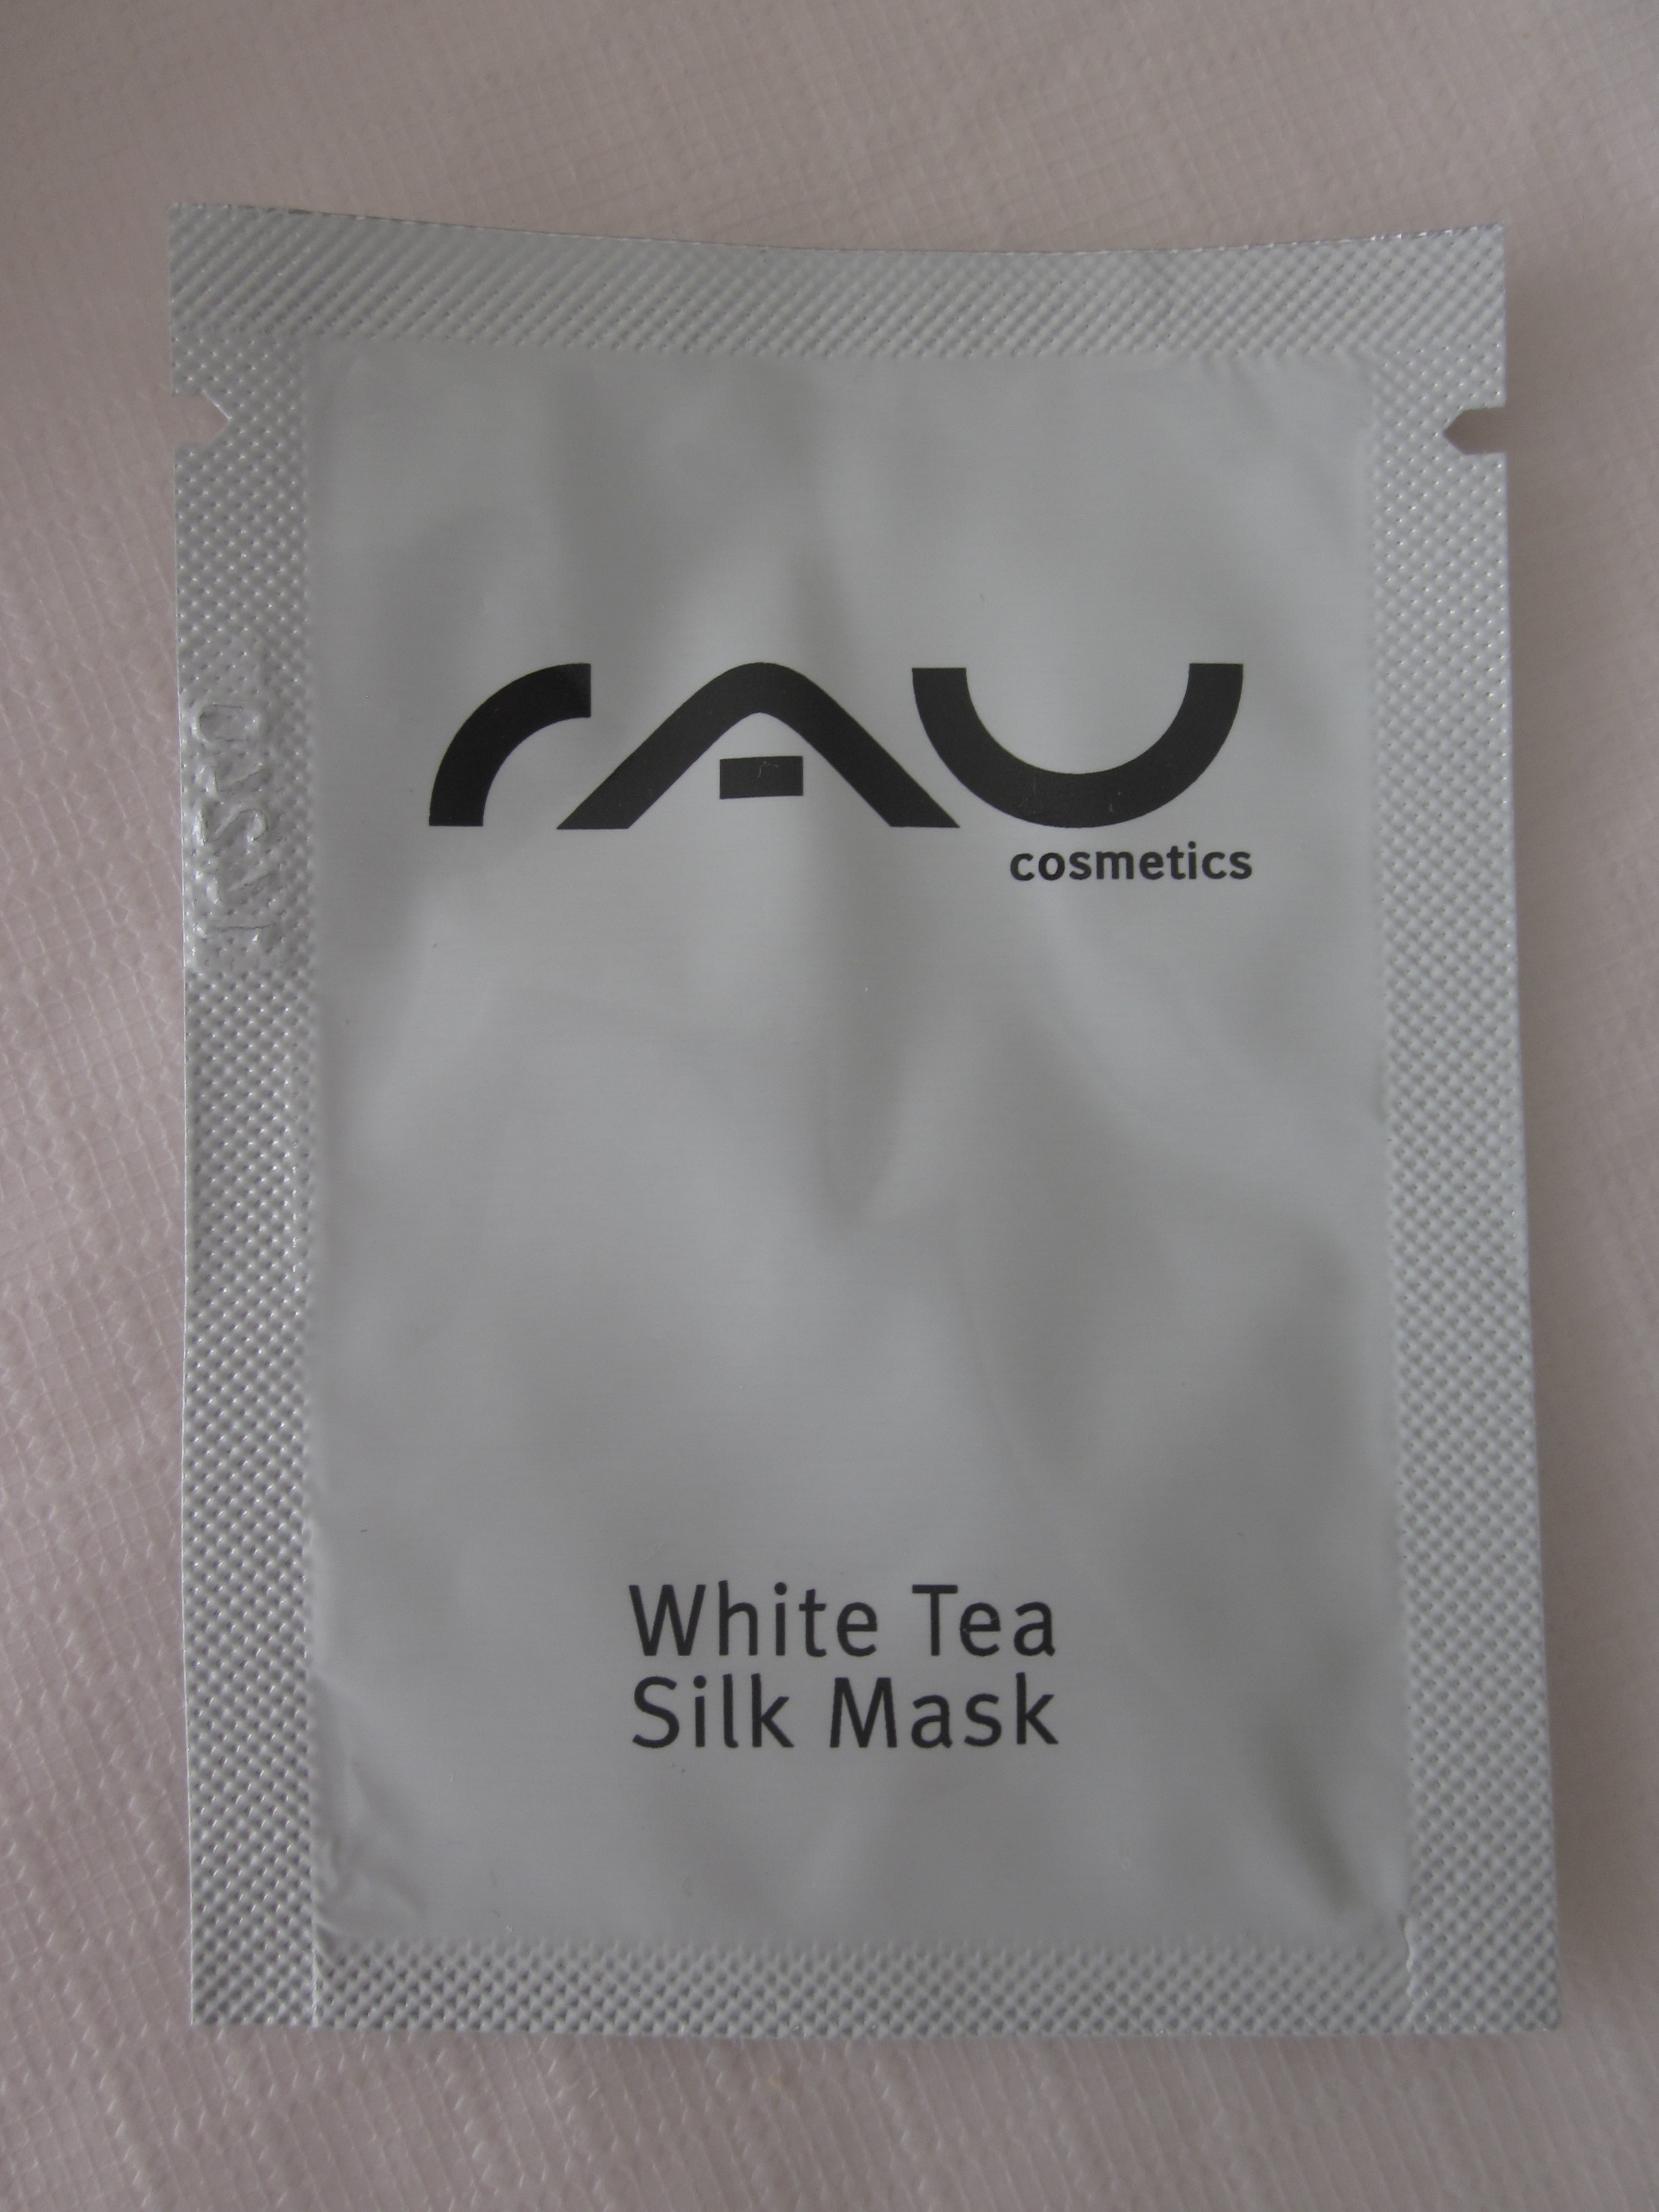 rAU
cosmetics
White Tea
Silk Mask